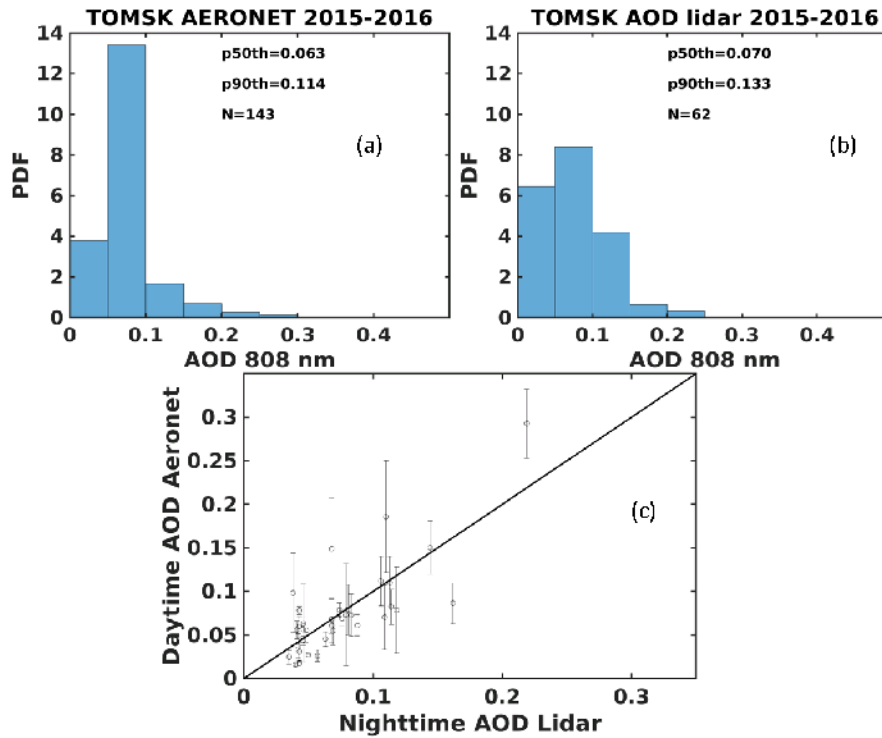 TOMSK AERONET 2015-2016
14
12
10
8
6
4
2
0
PDF
p50th=0.063
p90th=0.114
N=143
(a)
0 0.1 0.2 0.3 0.4
AOD 808 nm
TOMSK AOD lidar 2015-2016
14
12
10
8
6
4
2
0
PDF
p50th=0.070
p90th=0.133
N=62
(b)
0 0.1 0.2 0.3 0.4
AOD 808 nm
Daytime AOD Aeronet
0.3
0.25
0.2
0.15
0.1
0.05
0
(c)
0 0.1 0.2 0.3
Nighttime AOD Lidar